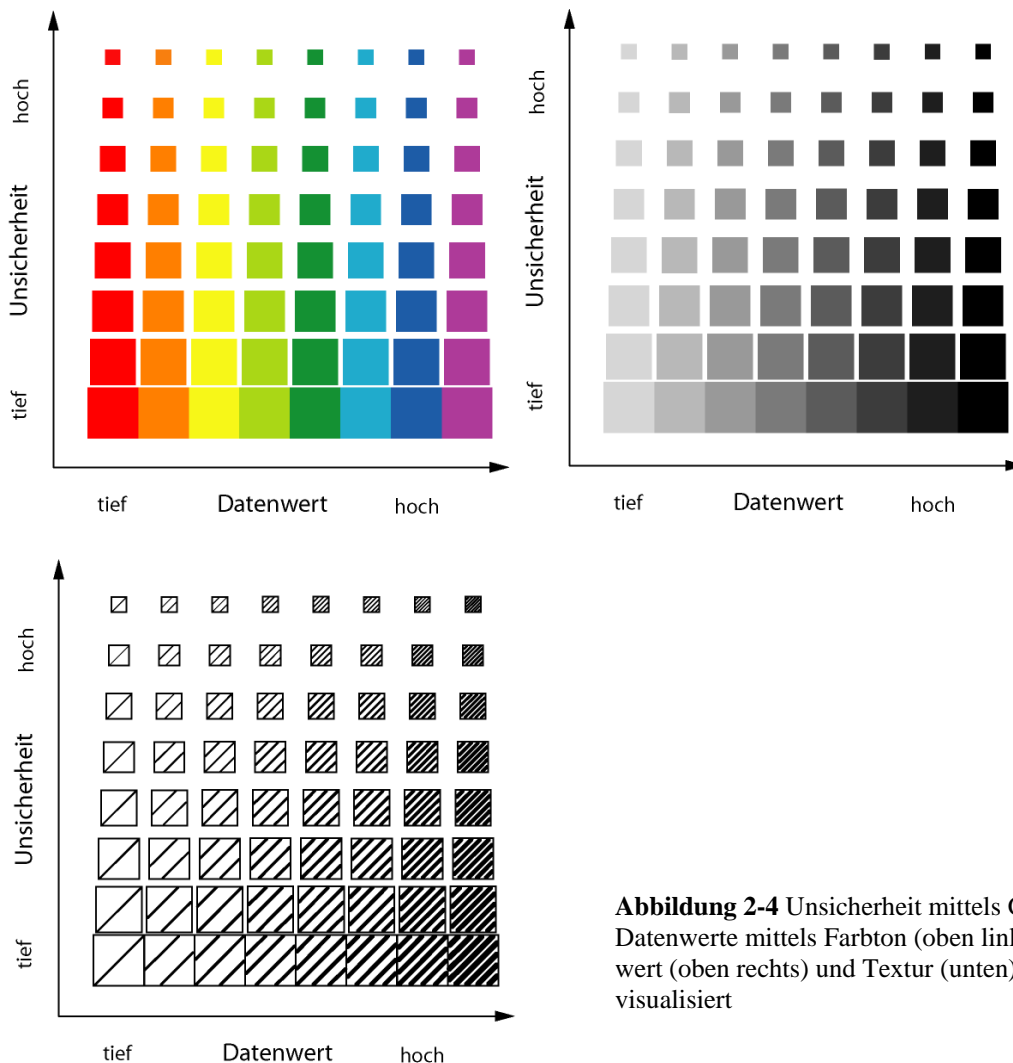 hoch
Unsicherheit
tief
tief Datenwert hoch
hoch
Unsicherheit
tief
tief Datenwert hoch
hoch
Unsicherheit
tief
tief Datenwert hoch
Abbildung 2-4 Unsicherheit mittels
Datenwerte mittels Farbton (oben
wert (oben rechts) und Textur (unten)
visualisiert